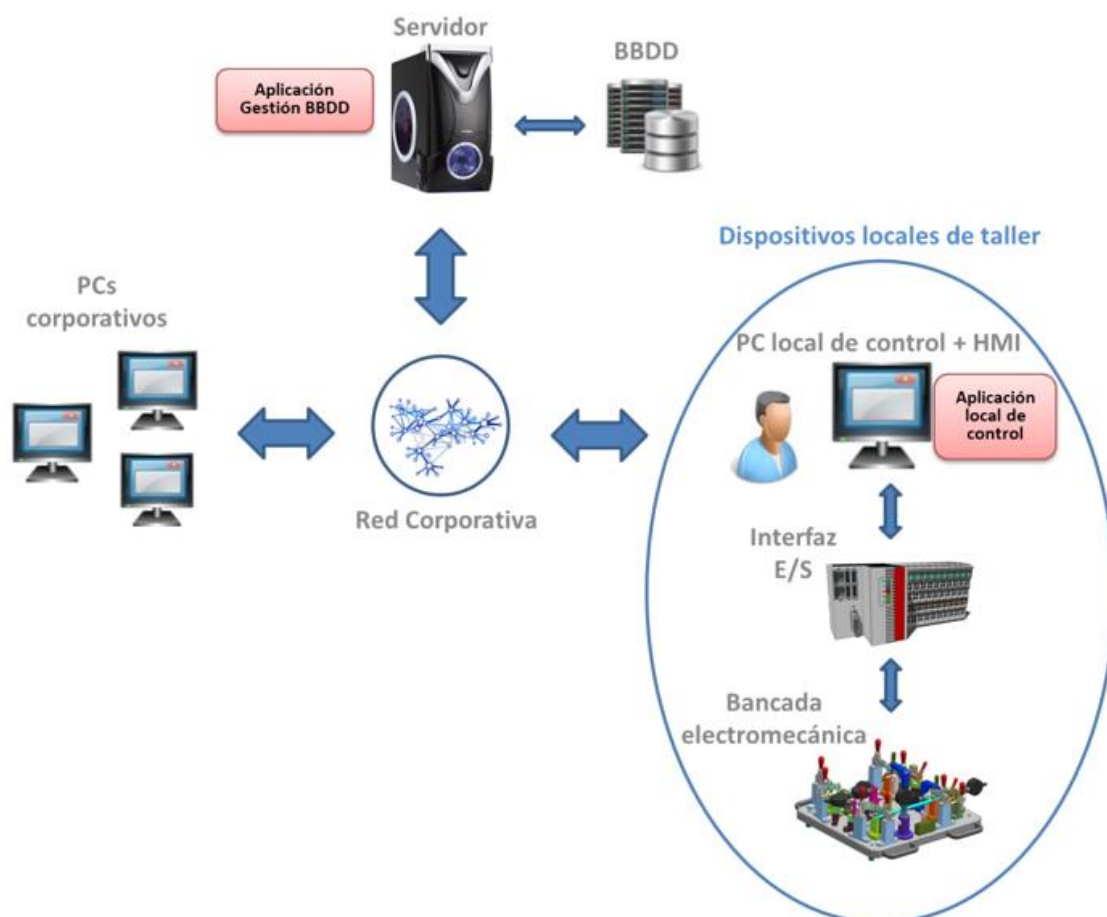 Servidor
BBDD
Aplicación
Gestión BBDD
Dispositivos locales de taller
PCs
corporativos
PC local de control + HMI
Aplicación
local de
control
Red Corporativa
Interfaz
E/S
Bancada
electromecánica